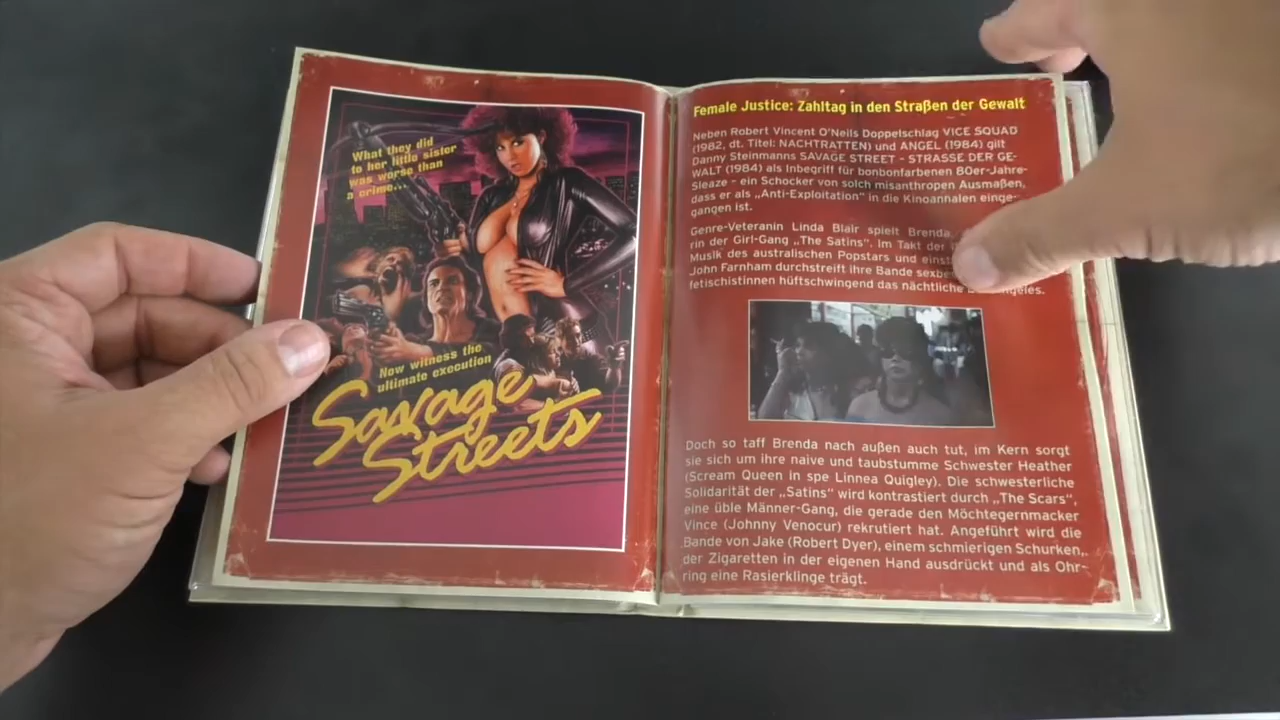 What they did
to her little sister
was worse than
a crime...
Now witness the
ultimate execution
Savage
Streets
Female Justice: Zahltag in den Straßen der Gewalt
Neben Robert Vincent O'Neils Doppelschlag VICE SQUAD
(1982, dt. Titel: NACHTRATTEN) und ANGEL (1984) gilt
Danny Steinmanns SAVAGE STREET - STRASSE DER GE-
WALT (1984) als Inbegriff für bonbonfarbenen 80er-Jahre-
Sleaze – ein Schocker von solch misanthropen Ausmaßen,
dass er als „Anti-Exploitation" in die Kinoannalen einge-
gangen ist.
Genre-Veteranin Linda Blair spielt Brenda,
rin der Girl-Gang „The Satins". Im Takt der
Musik des australischen Popstars und
John Farnham durchstreift ihre Bande
fetischistinnen hüftschwingend das nächtliche
Doch so taff Brenda nach außen auch tut, im Kern sorgt
sie sich um ihre naive und taubstumme Schwester Heather
(Scream Queen in spe Linnea Quigley). Die schwesterliche
Solidarität der „Satins" wird kontrastiert durch „The Scars",
eine üble Männer-Gang, die gerade den Möchtegernmacker
Vince (Johnny Venocur) rekrutiert hat. Angeführt wird die
Bande von Jake (Robert Dyer), einem schmierigen Schurken,
der Zigaretten in der eigenen Hand ausdrückt und als Ohr-
ring eine Rasierklinge trägt.